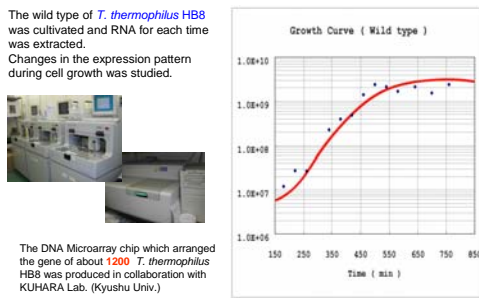 The wild type of T. thermophilus HB8
was cultivated and RNA for each time
was extracted.
Changes in the expression pattern
during cell growth was studied.
The DNA Microarray chip which arranged
the gene of about 1200 T. thermophilus
HB8 was produced in collaboration with
KUHARA Lab. (Kyushu Univ.)
Growth Curve ( Wild type )
1.0E+10
1.0E+09
1.0E+08
1.0E+07
1.0E+06
150 250 350 450 550 650 750 850
Time ( min )